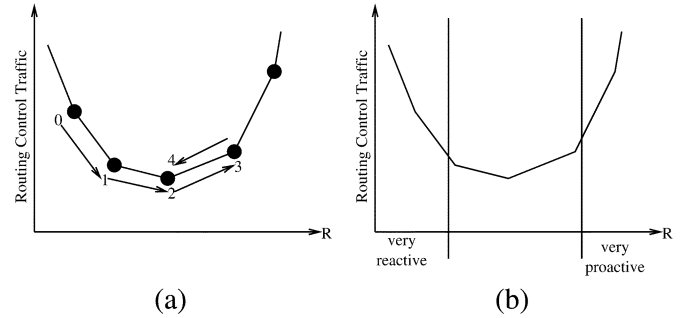 Routing Control Traffic
0
1
2
3
4
R
(a)
Routing Control Traffic
very
reactive
very
proactive
R
(b)